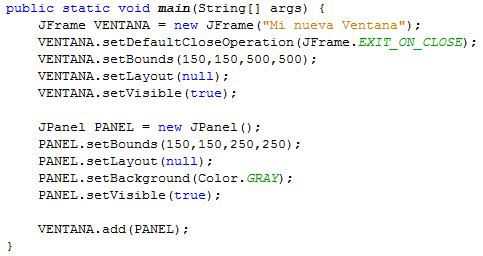 public static void main(String[] args) {
    JFrame VENTANA = new JFrame("Mi nueva Ventana");
    VENTANA.setDefaultCloseOperation(JFrame.EXIT_ON_CLOSE);
    VENTANA.setBounds(150,150,500,500);
    VENTANA.setLayout(null);
    VENTANA.setVisible(true);

    JPanel PANEL = new JPanel();
    PANEL.setBounds(150,150,250,250);
    PANEL.setLayout(null);
    PANEL.setBackground(Color.GRAY);
    PANEL.setVisible(true);

    VENTANA.add(PANEL);
}